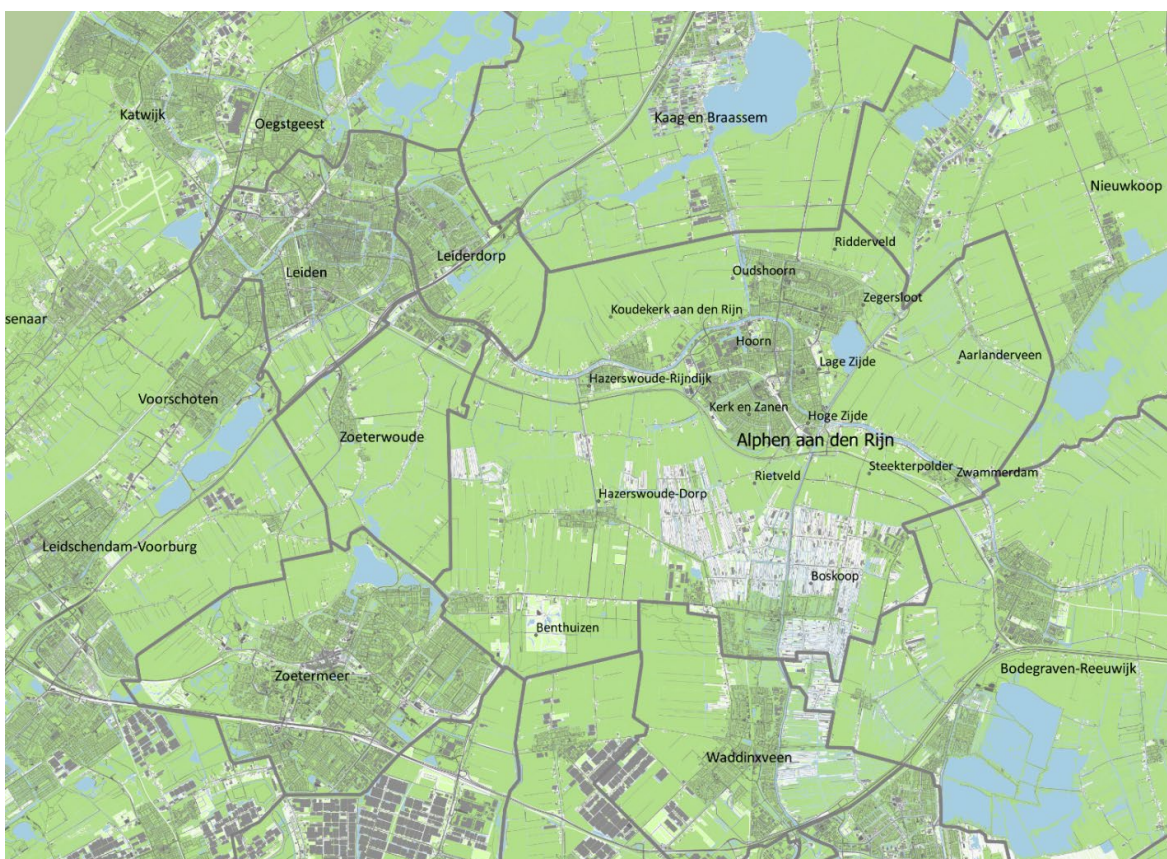 Katwijk
Oegstgeest
Kaag en Braassem
Nieuwkoop
Ridderveld
Leiderdorp
Leiden
Oudshoorn
Zegersloot
senaar
Koudekerk aan den Rijn
Hoorn
Lage Zijde
Aarlanderveen
Hazerswoude-Rijndijk
Voorschoten
Kerk en Zanen
Hoge Zijde
Zoeterwoude
Alphen aan den Rijn
Steekterpolder
Zwammerdam
Rietveld
Hazerswoude-Dorp
Leidschendam-Voorburg
Boskoop
Benthuizen
Zoetermeer
Bodegraven-Reeuwijk
Waddinxveen